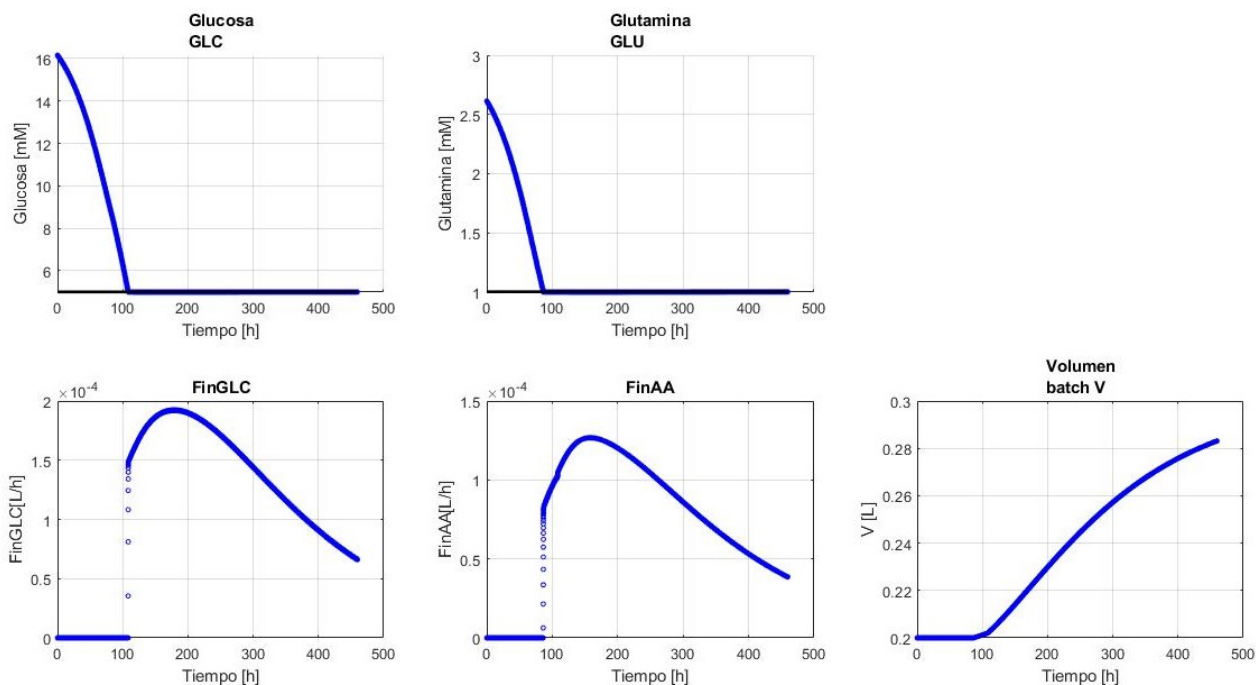 Glucosa
GLC
Glucosa [mM]
16
14
12
10
8
6
0 100 200 300 400 500
Tiempo [h]
Glutamina
GLU
Glutamina [mM]
3
2.5
2
1.5
1
0 100 200 300 400 500
Tiempo [h]
FinGLC
×10-4
FinGLC[L/h]
2
1.5
1
0.5
0
0 100 200 300 400 500
Tiempo [h]
FinAA
×10-4
FinAA[L/h]
1.5
1
0.5
0
0 100 200 300 400 500
Tiempo [h]
Volumen
batch V
V [L]
0.3
0.28
0.26
0.24
0.22
0.2
0 100 200 300 400 500
Tiempo [h]